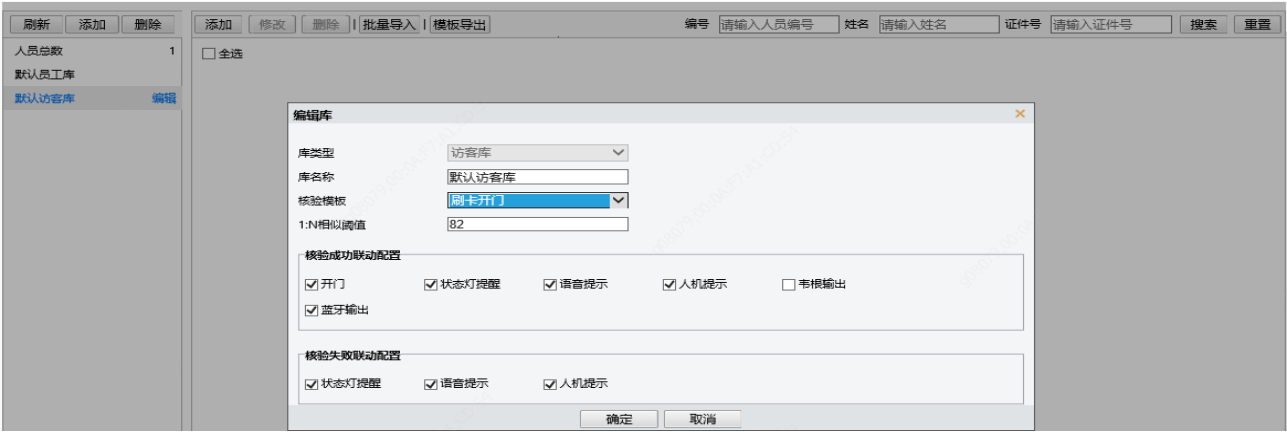 刷新 添加 删除 添加 修改 删除 | 批量导入 | 模板导出 编号 请输入人员编号 姓名 请输入姓名 证件号 请输入证件号 搜索 重置
人员总数 1 全选
默认员工库
默认访客库 编辑
编辑库
库类型 访客库
库名称 默认访客库
核验模板 刷卡开门
1:N相似阈值 82
核验成功联动配置
开门 状态灯提醒 语音提示 人机提示 韦根输出
蓝牙输出
核验失败联动配置
状态灯提醒 语音提示 人机提示
确定 取消